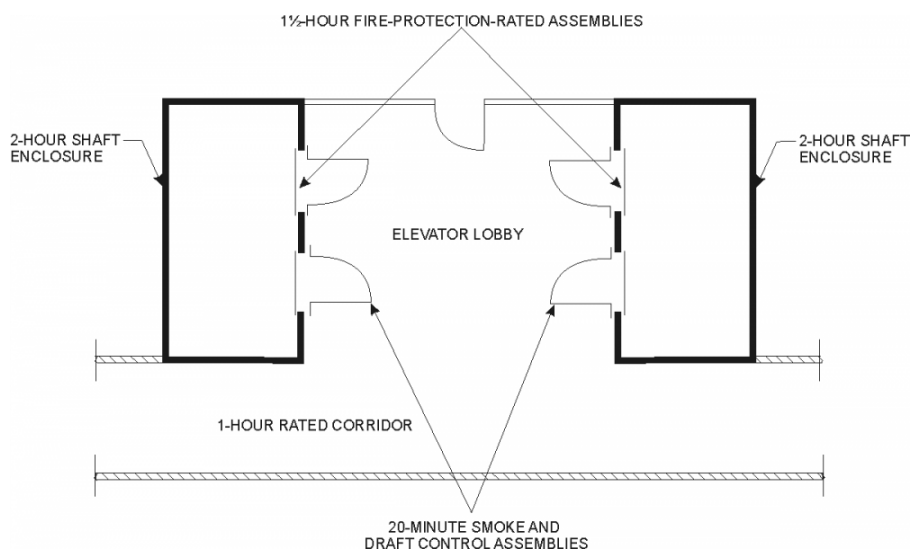 1½-HOUR FIRE-PROTECTION-RATED ASSEMBLIES
2-HOUR SHAFT
ENCLOSURE
2-HOUR SHAFT
ENCLOSURE
ELEVATOR LOBBY
1-HOUR RATED CORRIDOR
20-MINUTE SMOKE AND
DRAFT CONTROL ASSEMBLIES